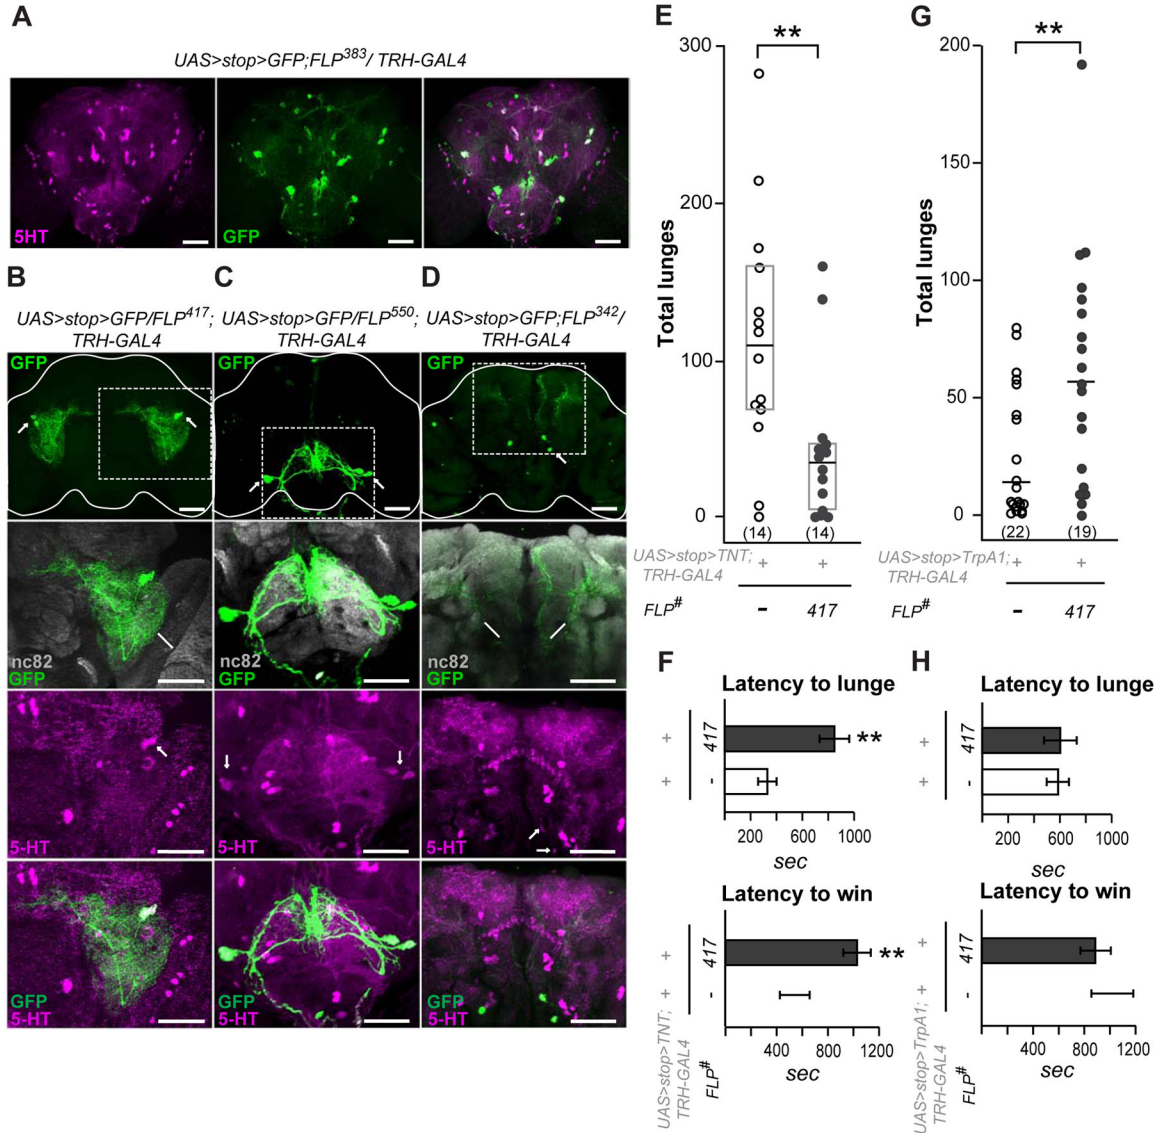 A
UAS>stop>GFP;FLP383/ TRH-GAL4
5HT
GFP
B
UAS>stop>GFP/FLP417;
TRH-GAL4
GFP
nc82
GFP
5-HT
GFP
5-HT
C
UAS>stop>GFP/FLP550;
TRH-GAL4
GFP
nc82
GFP
5-HT
GFP
5-HT
D
UAS>stop>GFP;FLP342/
TRH-GAL4
GFP
nc82
GFP
5-HT
GFP
5-HT
E
**
Total lunges
300
200
100
0
(14)
(14)
UAS>stop>TNT;
TRH-GAL4
+
+
FLP#
-
417
G
**
Total lunges
200
150
100
50
0
(22)
(19)
UAS>stop>TrpA1;
TRH-GAL4
+
+
FLP#
-
417
F
Latency to lunge
+
417
**
+
-
200
600
1000
sec
Latency to win
+
417
**
+
-
400
800
1200
sec
UAS>stop>TNT;
TRH-GAL4
FLP#
H
Latency to lunge
+
417
+
-
200
600
1000
sec
Latency to win
+
417
+
-
400
800
1200
sec
UAS>stop>TrpA1;
TRH-GAL4
FLP#